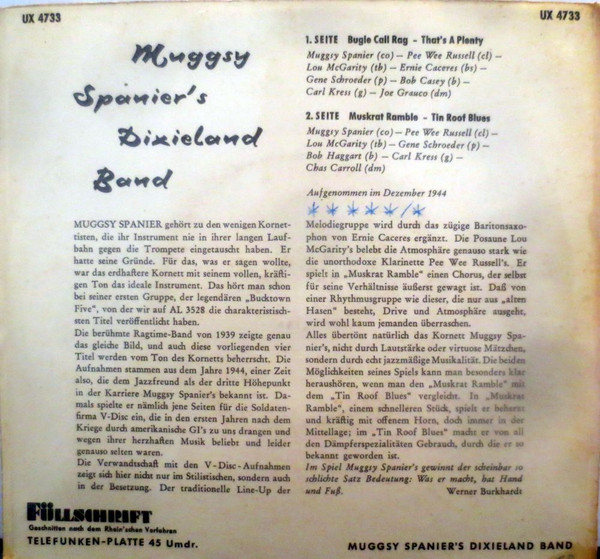 UX 4733
UX 4733
Muggsy
Spanier's
Dixieland
Band
MUGGSY SPANIER gehört zu den wenigen Kornet-
tisten, die ihr Instrument nie in ihrer langen Lauf-
bahn gegen die Trompete eingetauscht haben. Er
hatte seine Gründe. Für das, was er sagen wollte,
war das erdhaftere Kornett mit seinem vollen, kräfti-
gen Ton das ideale Instrument. Das hört man schon
bei seiner ersten Gruppe, der legendären „Bucktown
Five“, von der wir auf AL 3528 die charakteristisch-
sten Titel veröffentlicht haben.
Die berühmte Ragtime-Band von 1939 zeigte genau
das gleiche Bild, und auch diese vorliegenden vier
Titel werden vom Ton des Kornetts beherrscht. Die
Aufnahmen stammen aus dem Jahre 1944, einer Zeit
also, die dem Jazzfreund als der dritte Höhepunkt
in der Karriere Muggsy Spanier's bekannt ist. Da-
mals spielte er nämlich jene Seiten für die Soldaten-
firma V-Disc ein, die in den ersten Jahren nach dem
Kriege durch amerikanische GI's zu uns drangen und
wegen ihrer herzhaften Musik beliebt und leider
genauso selten waren.
Die Verwandtschaft mit den V-Disc-Aufnahmen
zeigt sich hier nicht nur im Stilistischen, sondern auch
in der Besetzung. Der traditionelle Line-Up der
1. SEITE Bugle Call Rag – That's A Plenty
Muggsy Spanier (co) – Pee Wee Russell (cl) –
Lou McGarity (tb) – Ernie Caceres (bs) –
Gene Schroeder (p) – Bob Casey (b) –
Carl Kress (g) – Joe Grauco (dm)
2. SEITE Muskrat Ramble – Tin Roof Blues
Muggsy Spanier (co) – Pee Wee Russell (cl) –
Lou McGarity (tb) – Gene Schroeder (p) –
Bob Haggart (b) – Carl Kress (g) –
Chas Carroll (dm)
Aufgenommen im Dezember 1944
Melodiegruppe wird durch das zügige Baritonsaxo-
phon von Ernie Caceres ergänzt. Die Posaune Lou
McGarity's belebt die Atmosphäre genauso stark wie
die unorthodoxe Klarinette Pee Wee Russell's. Er
spielt in „Muskrat Ramble“ einen Chorus, der selbst
für seine Verhältnisse äußerst gewagt ist. Daß von
einer Rhythmusgruppe wie dieser, die nur aus „alten
Hasen“ besteht, Drive und Atmosphäre ausgeht,
wird wohl kaum jemanden überraschen.
Alles übertönt natürlich das Kornett Muggsy Spa-
nier's, nicht durch Lautstärke oder virtuose Mätzchen,
sondern durch echt jazzmäßige Musikalität. Die beiden
Möglichkeiten seines Spiels kann man besonders klar
heraushören, wenn man den „Muskrat Ramble“ mit
dem „Tin Roof Blues“ vergleicht. In „Muskrat
Ramble“, einem schnelleren Stück, spielt er beherzt
und kräftig mit offenem Horn, doch immer in der
Mittellage; im „Tin Roof Blues“ macht er von all
den Dämpferspezialitäten Gebrauch, durch die er so
bekannt geworden ist.
Im Spiel Muggsy Spanier's gewinnt der scheinbar so
schlichte Satz Bedeutung: Was er macht, hat Hand
und Fuß. Werner Burkhardt
FÜLLSCHRIFT
Geschnitten nach dem Rhein'schen Verfahren
TELEFUNKEN-PLATTE 45 Umdr.
MUGGSY SPANIER'S DIXIELAND BAND